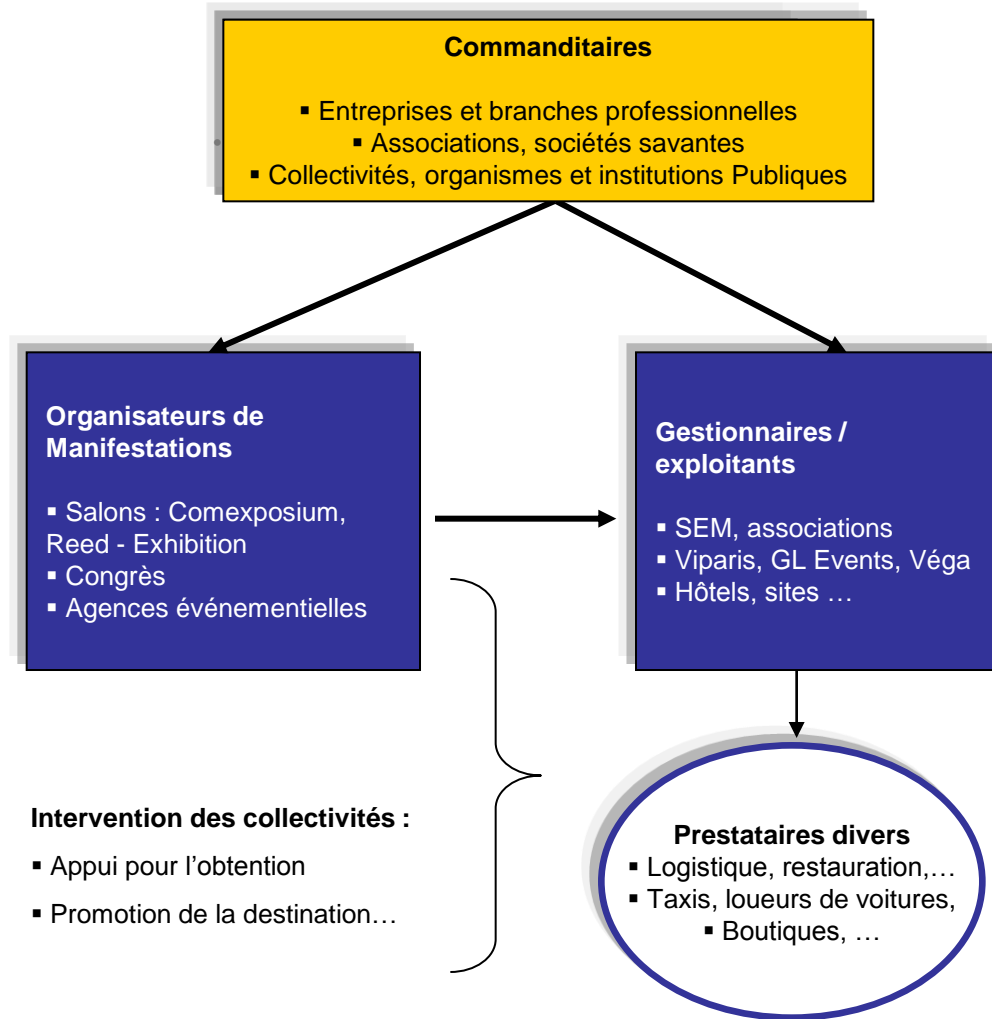 Commanditaires
▪ Entreprises et branches professionnelles
▪ Associations, sociétés savantes
▪ Collectivités, organismes et institutions Publiques
Organisateurs de
Manifestations
▪ Salons : Comexposium,
Reed - Exhibition
▪ Congrès
▪ Agences événementielles
Gestionnaires /
exploitants
▪ SEM, associations
▪ Viparis, GL Events, Véga
▪ Hôtels, sites …
Intervention des collectivités :
▪ Appui pour l’obtention
▪ Promotion de la destination…
Prestataires divers
▪ Logistique, restauration,…
▪ Taxis, loueurs de voitures,
▪ Boutiques, …